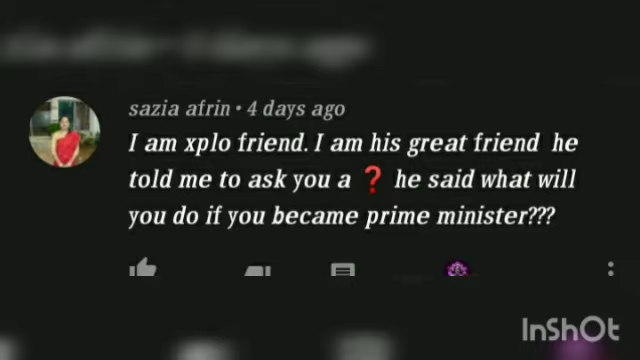 sazia afrin • 4 days ago
I am xplo friend. I am his great friend he
told me to ask you a ❓ he said what will
you do if you became prime minister???
InShOt